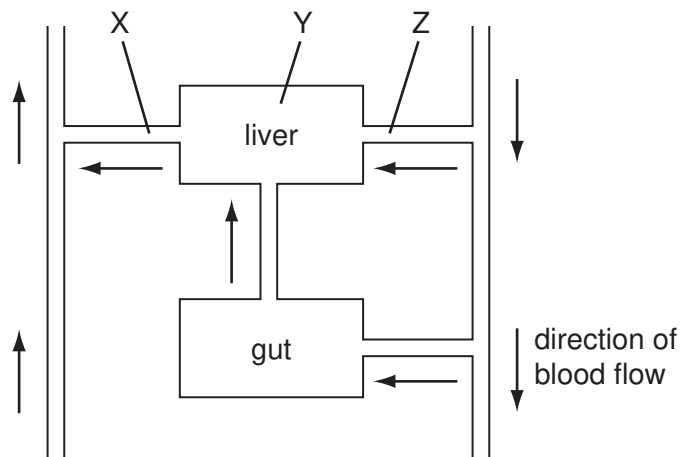 X Y Z
liver
gut
direction of
blood flow